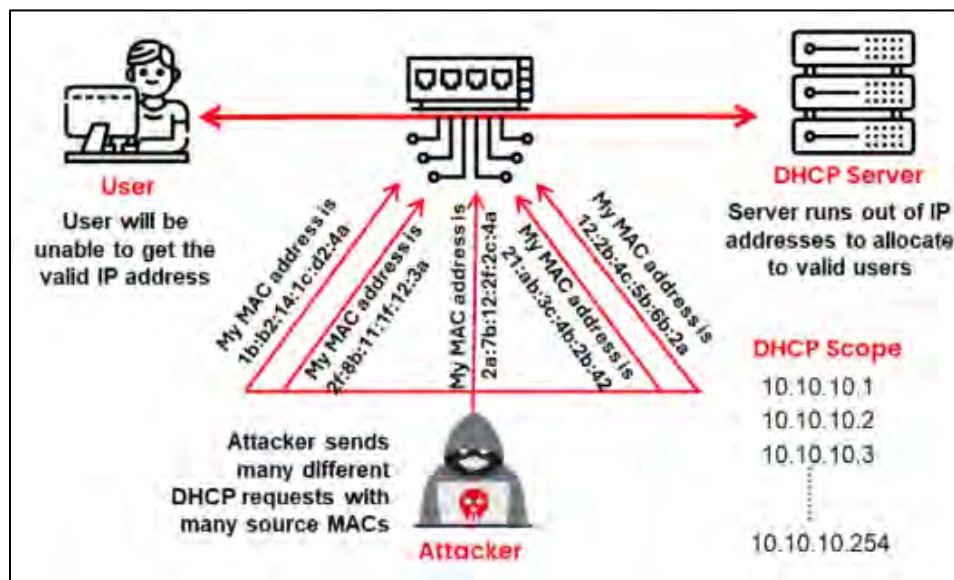 User
User will be
unable to get the
valid IP address
DHCP Server
Server runs out of IP
addresses to allocate
to valid users
My MAC address is
1b:b2:14:1c:d2:4a
My MAC address is
2f:8b:11:1f:12:3a
My MAC address is
2a:7b:12:2f:2c:4a
My MAC address is
21:ab:3c:4b:2b:42
My MAC address is
12:2b:4c:5b:6b:2a
DHCP Scope
10.10.10.1
10.10.10.2
10.10.10.3
10.10.10.254
Attacker sends
many different
DHCP requests with
many source MACs
Attacker